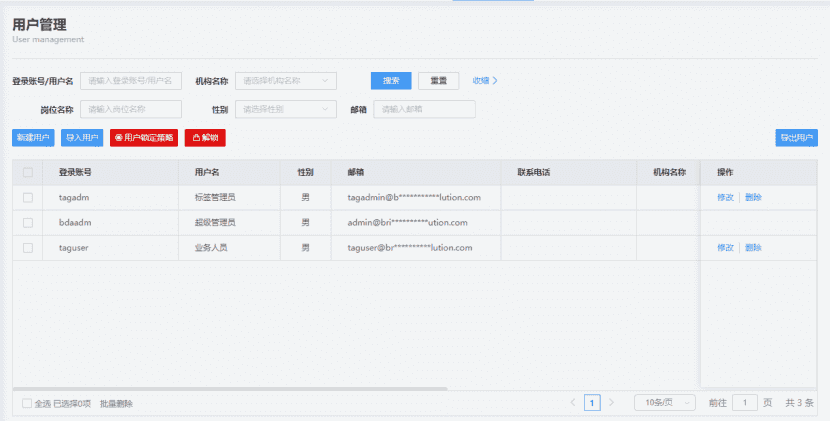 用户管理
User management
登录账号/用户名 请输入登录账号/用户名 机构名称 请选择机构名称 搜索 重置 收缩
岗位名称 请输入岗位名称 性别 请选择性别 邮箱 请输入邮箱
新建用户 导入用户 用户锁定策略 解锁 导出用户
登录账号 用户名 性别 邮箱 联系电话 机构名称 操作
tagadm 标签管理员 男 tagadmin@b***********lution.com 修改 删除
bdaadm 超级管理员 男 admin@bri**********ution.com
taguser 业务人员 男 taguser@br**********lution.com 修改 删除
全选 已选择0项 批量删除 1 10条/页 前往 1 页 共 3 条